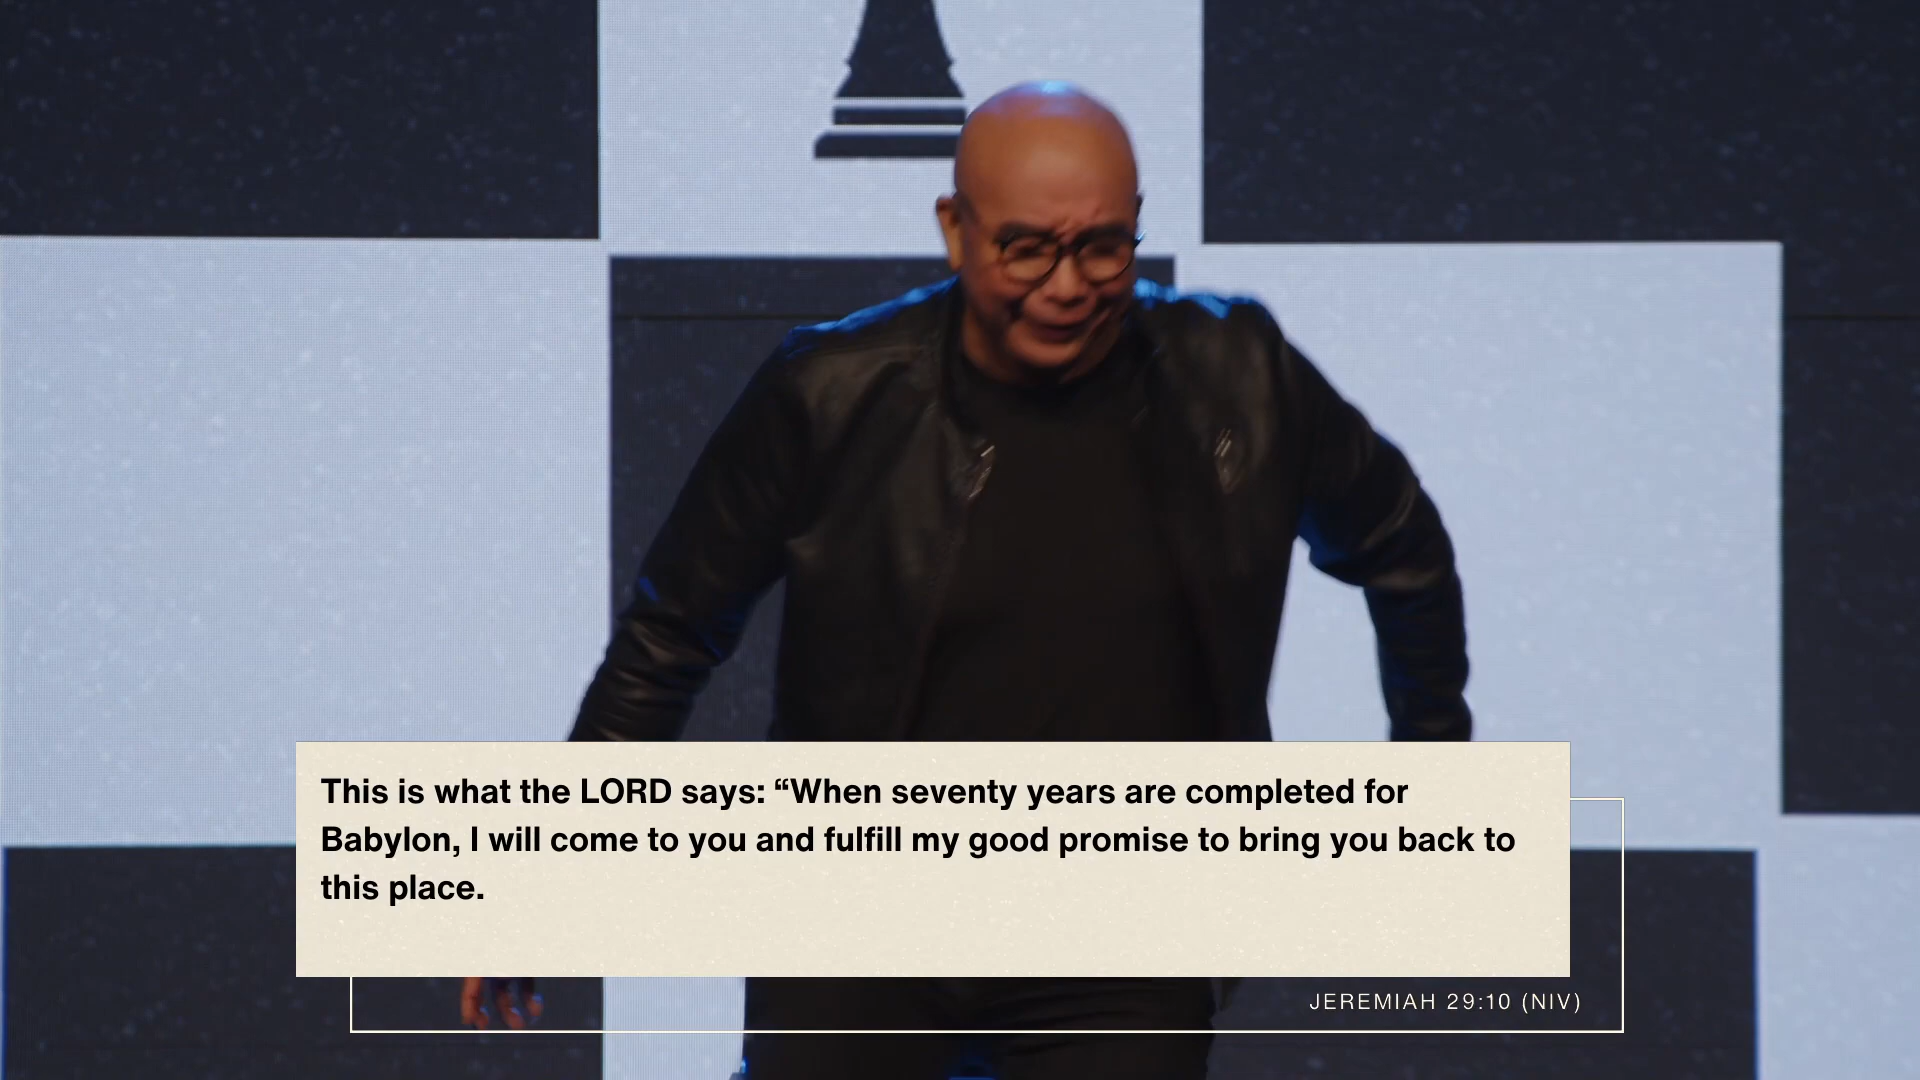 This is what the LORD says: “When seventy years are completed for
Babylon, I will come to you and fulfill my good promise to bring you back to
this place.
JEREMIAH 29:10 (NIV)